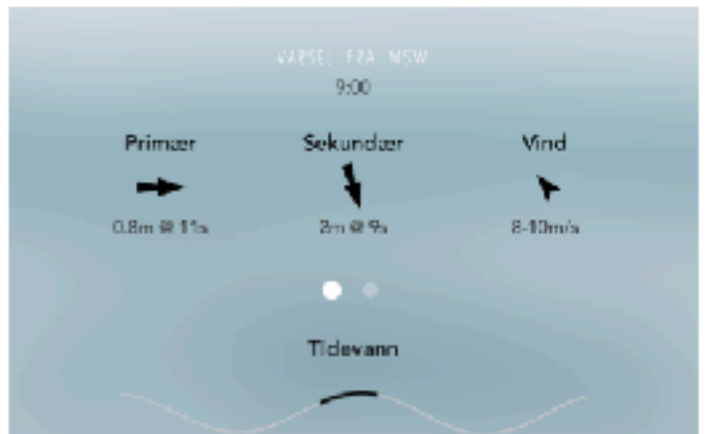 VARSEL FRA MSW
9:00
Primær Sekundær Vind
0.8m @ 11s 2m @ 9s 8-10m/s
Tidevann